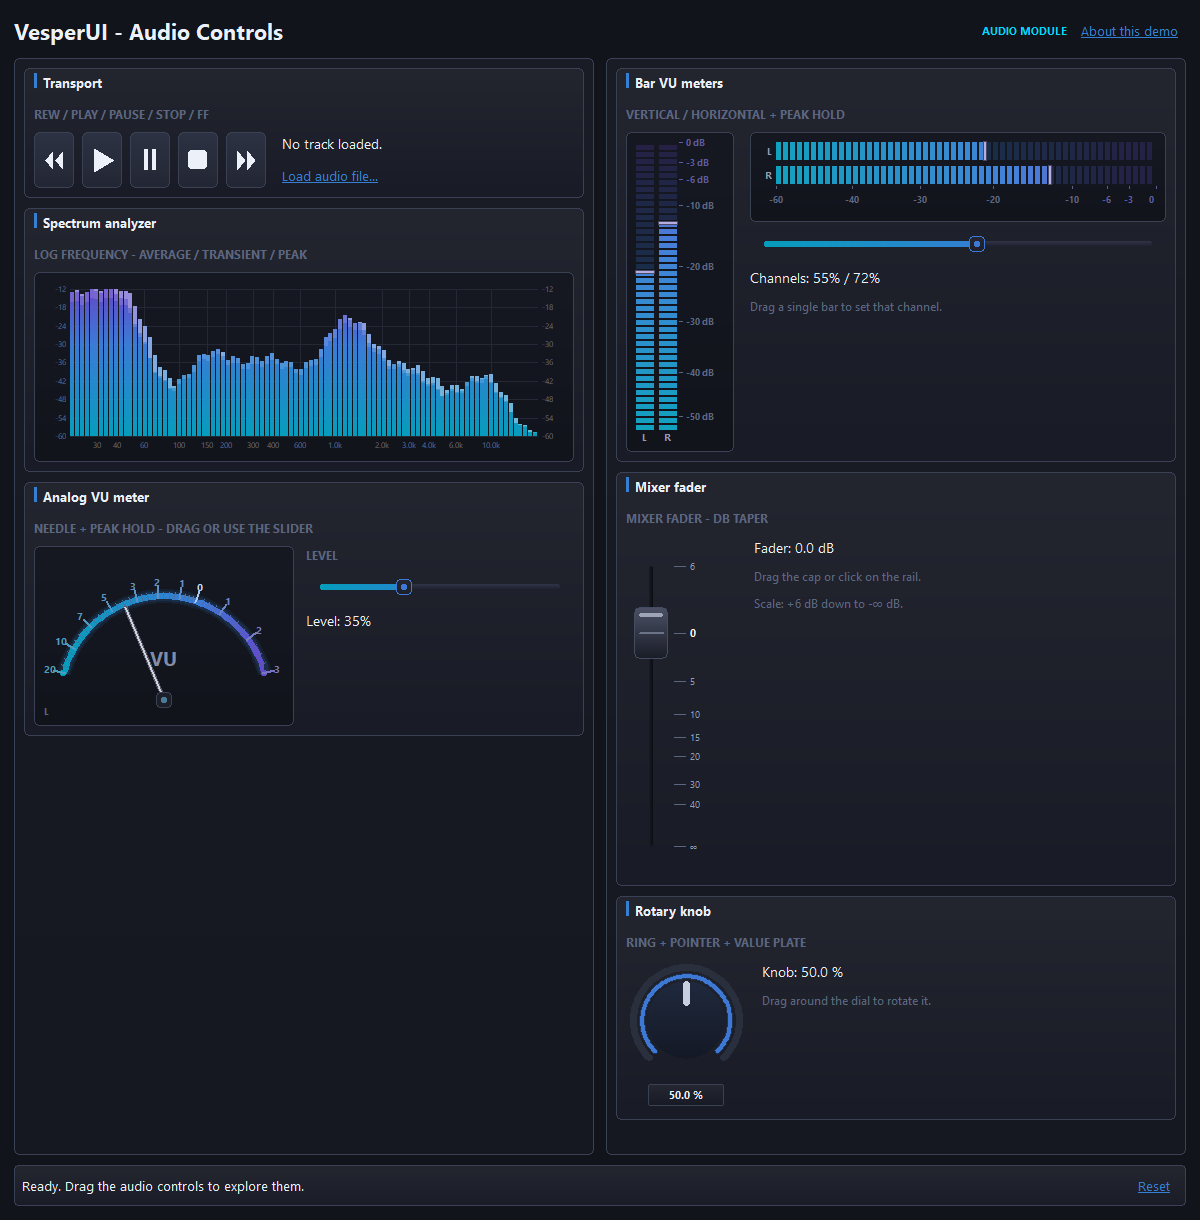 VesperUI - Audio Controls
AUDIO MODULE
About this demo
Transport
REW / PLAY / PAUSE / STOP / FF
No track loaded.
Load audio file...
Spectrum analyzer
LOG FREQUENCY - AVERAGE / TRANSIENT / PEAK
-12 -12
-18 -18
-24 -24
-30 -30
-36 -36
-42 -42
-48 -48
-54 -54
-60 -60
30 40 60 100 150 200 300 400 600 1.0k 2.0k 3.0k 4.0k 6.0k 10.0k
Analog VU meter
NEEDLE + PEAK HOLD - DRAG OR USE THE SLIDER
20 10 7 5 3 2 1 0 1 2 3
VU
L
LEVEL
Level: 35%
Bar VU meters
VERTICAL / HORIZONTAL + PEAK HOLD
0 dB
-3 dB
-6 dB
-10 dB
-20 dB
-30 dB
-40 dB
-50 dB
L R
L
R
-60 -40 -30 -20 -10 -6 -3 0
Channels: 55% / 72%
Drag a single bar to set that channel.
Mixer fader
MIXER FADER - DB TAPER
6
0
5
10
15
20
30
40
∞
Fader: 0.0 dB
Drag the cap or click on the rail.
Scale: +6 dB down to -∞ dB.
Rotary knob
RING + POINTER + VALUE PLATE
Knob: 50.0 %
Drag around the dial to rotate it.
50.0 %
Ready. Drag the audio controls to explore them.
Reset